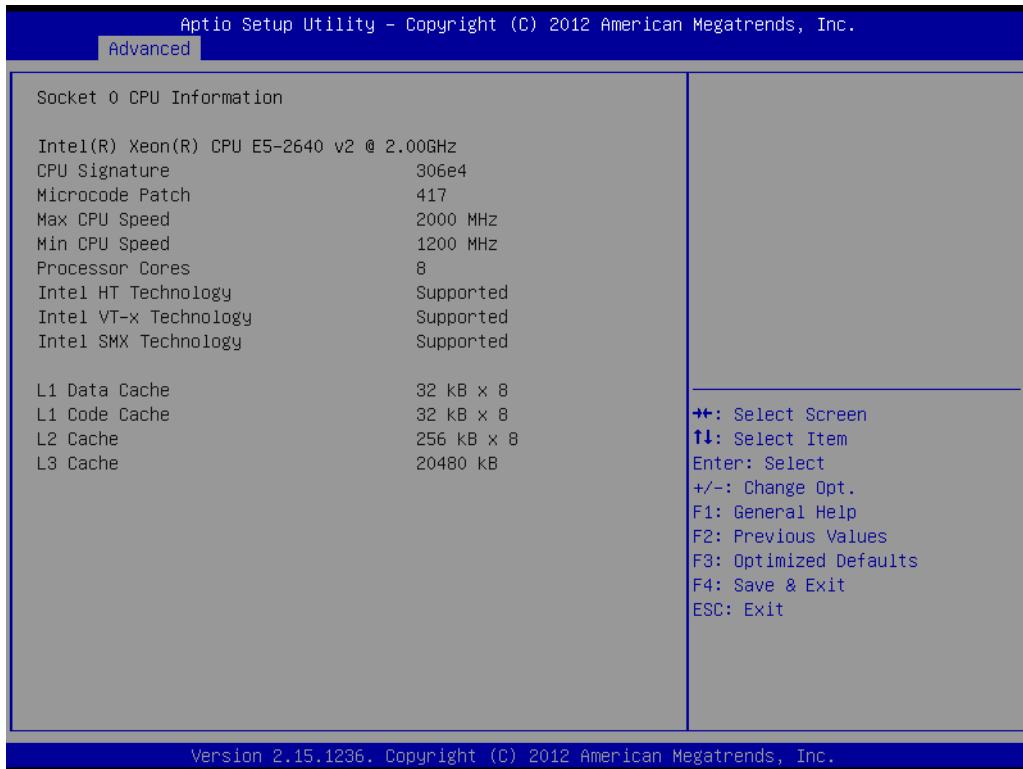 Aptio Setup Utility – Copyright (C) 2012 American Megatrends, Inc.
Advanced
Socket 0 CPU Information
Intel(R) Xeon(R) CPU E5-2640 v2 @ 2.00GHz
CPU Signature 306e4
Microcode Patch 417
Max CPU Speed 2000 MHz
Min CPU Speed 1200 MHz
Processor Cores 8
Intel HT Technology Supported
Intel VT-x Technology Supported
Intel SMX Technology Supported
L1 Data Cache 32 kB x 8
L1 Code Cache 32 kB x 8
L2 Cache 256 kB x 8
L3 Cache 20480 kB
→←: Select Screen
↑↓: Select Item
Enter: Select
+/-: Change Opt.
F1: General Help
F2: Previous Values
F3: Optimized Defaults
F4: Save & Exit
ESC: Exit
Version 2.15.1236. Copyright (C) 2012 American Megatrends, Inc.